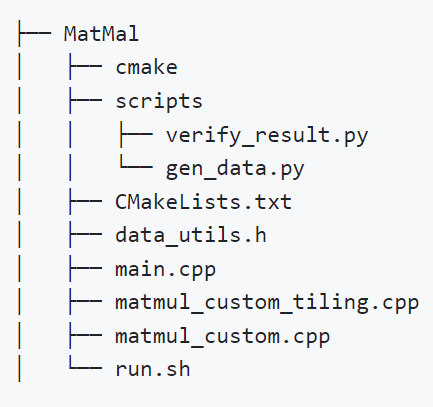 ├── MatMal
│   ├── cmake
│   ├── scripts
│   │   ├── verify_result.py
│   │   └── gen_data.py
│   ├── CMakeLists.txt
│   ├── data_utils.h
│   ├── main.cpp
│   ├── matmul_custom_tiling.cpp
│   ├── matmul_custom.cpp
│   └── run.sh